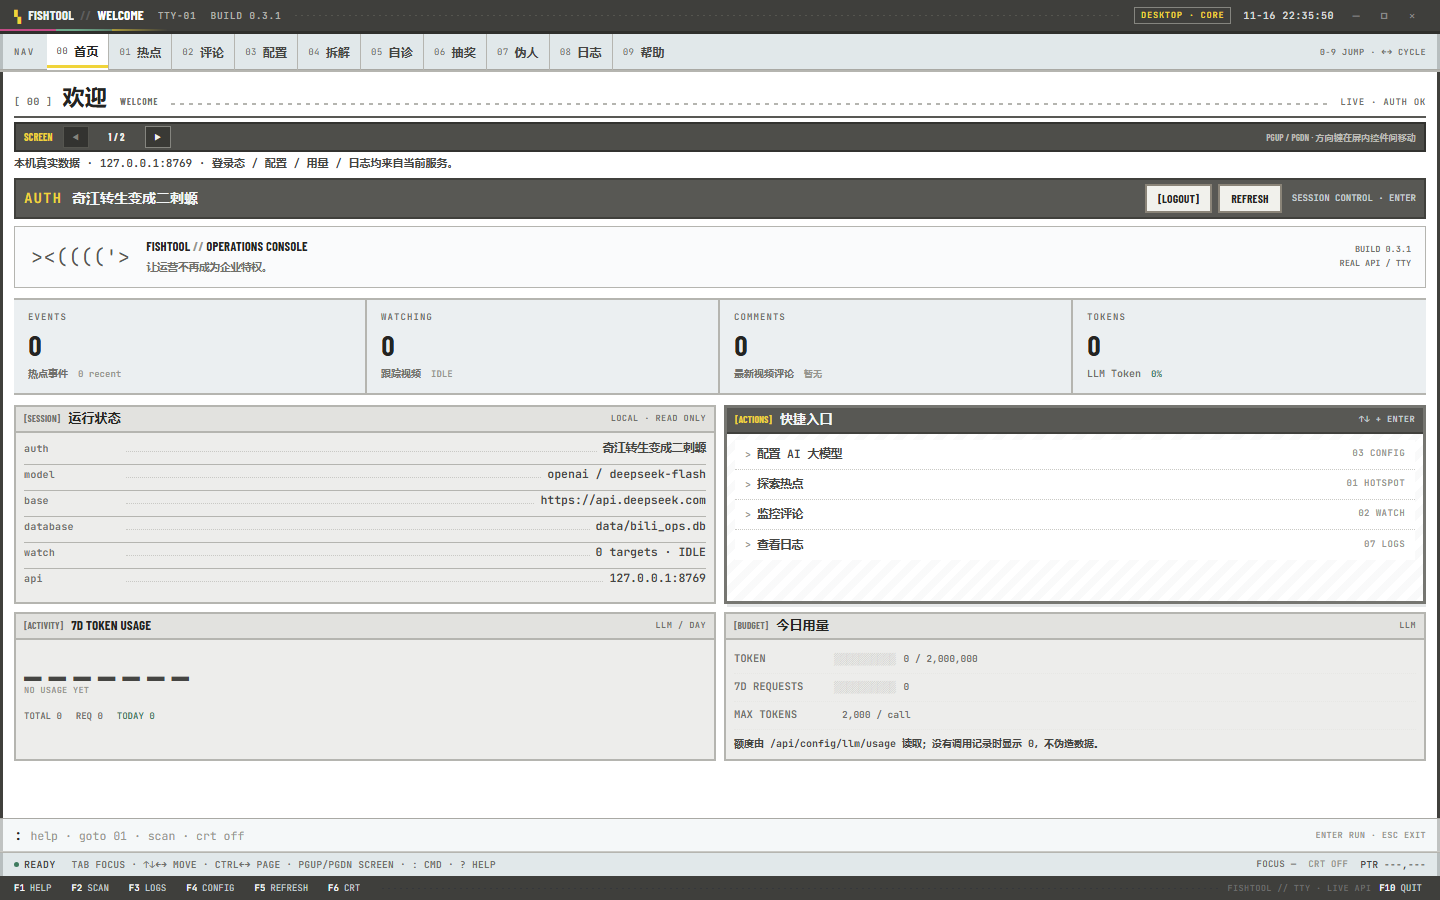 FISHTOOL // WELCOME TTY-01 BUILD 0.3.1 DESKTOP · CORE 11-16 22:35:50
NAV 00 首页 01 热点 02 评论 03 配置 04 拆解 05 自诊 06 抽奖 07 伪人 08 日志 09 帮助 0-9 JUMP · ↔ CYCLE
[ 00 ] 欢迎 WELCOME LIVE · AUTH OK
SCREEN ◀ 1/2 ▶ PGUP / PGDN · 方向键在屏内控件间移动
本机真实数据 · 127.0.0.1:8769 · 登录态 / 配置 / 用量 / 日志均来自当前服务。
AUTH 奇江转生变成二刺螈 [LOGOUT] REFRESH SESSION CONTROL · ENTER
><(((('> FISHTOOL // OPERATIONS CONSOLE BUILD 0.3.1
让运营不再成为企业特权。 REAL API / TTY
EVENTS WATCHING COMMENTS TOKENS
0 0 0 0
热点事件 0 recent 跟踪视频 IDLE 最新视频评论 暂无 LLM Token 0%
[SESSION] 运行状态 LOCAL · READ ONLY
auth 奇江转生变成二刺螈
model openai / deepseek-flash
base https://api.deepseek.com
database data/bili_ops.db
watch 0 targets · IDLE
api 127.0.0.1:8769
[ACTIONS] 快捷入口 ↑↓ + ENTER
> 配置 AI 大模型 03 CONFIG
> 探索热点 01 HOTSPOT
> 监控评论 02 WATCH
> 查看日志 07 LOGS
[ACTIVITY] 7D TOKEN USAGE LLM / DAY
NO USAGE YET
TOTAL 0 REQ 0 TODAY 0
[BUDGET] 今日用量 LLM
TOKEN 0 / 2,000,000
7D REQUESTS 0
MAX TOKENS 2,000 / call
额度由 /api/config/llm/usage 读取; 没有调用记录时显示 0, 不伪造数据。
: help · goto 01 · scan · crt off ENTER RUN · ESC EXIT
READY TAB FOCUS · ↑↓↔ MOVE · CTRL↔ PAGE · PGUP/PGDN SCREEN · : CMD · ? HELP FOCUS — CRT OFF PTR ---,---
F1 HELP F2 SCAN F3 LOGS F4 CONFIG F5 REFRESH F6 CRT FISHTOOL // TTY · LIVE API F10 QUIT